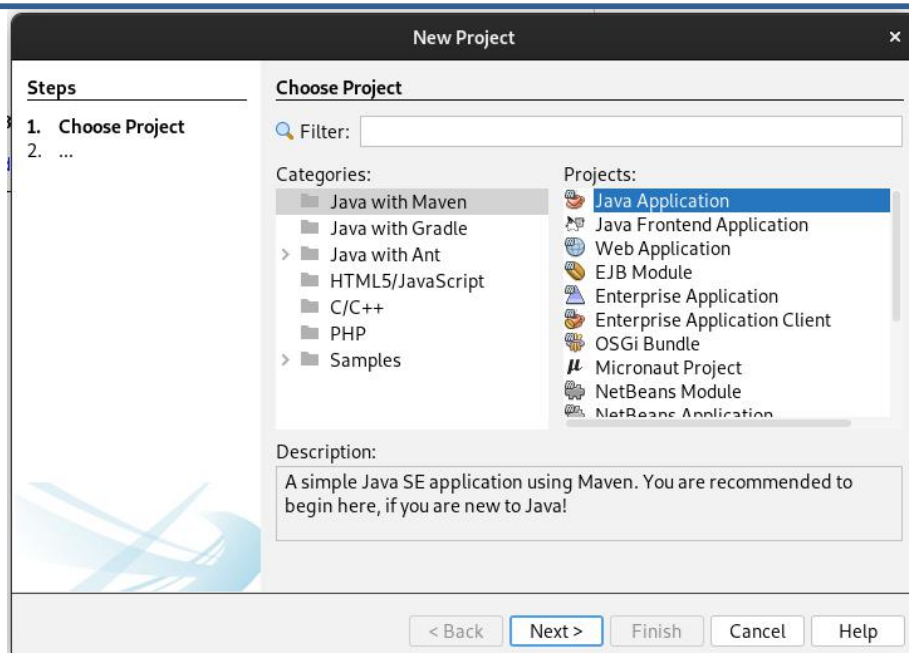 New Project
×
Steps
1. Choose Project
2. ...
Choose Project
Filter:
Categories:
Java with Maven
Java with Gradle
Java with Ant
HTML5/JavaScript
C/C++
PHP
Samples
Projects:
Java Application
Java Frontend Application
Web Application
EJB Module
Enterprise Application
Enterprise Application Client
OSGi Bundle
Micronaut Project
NetBeans Module
NetBeans Application
Description:
A simple Java SE application using Maven. You are recommended to
begin here, if you are new to Java!
< Back
Next >
Finish
Cancel
Help